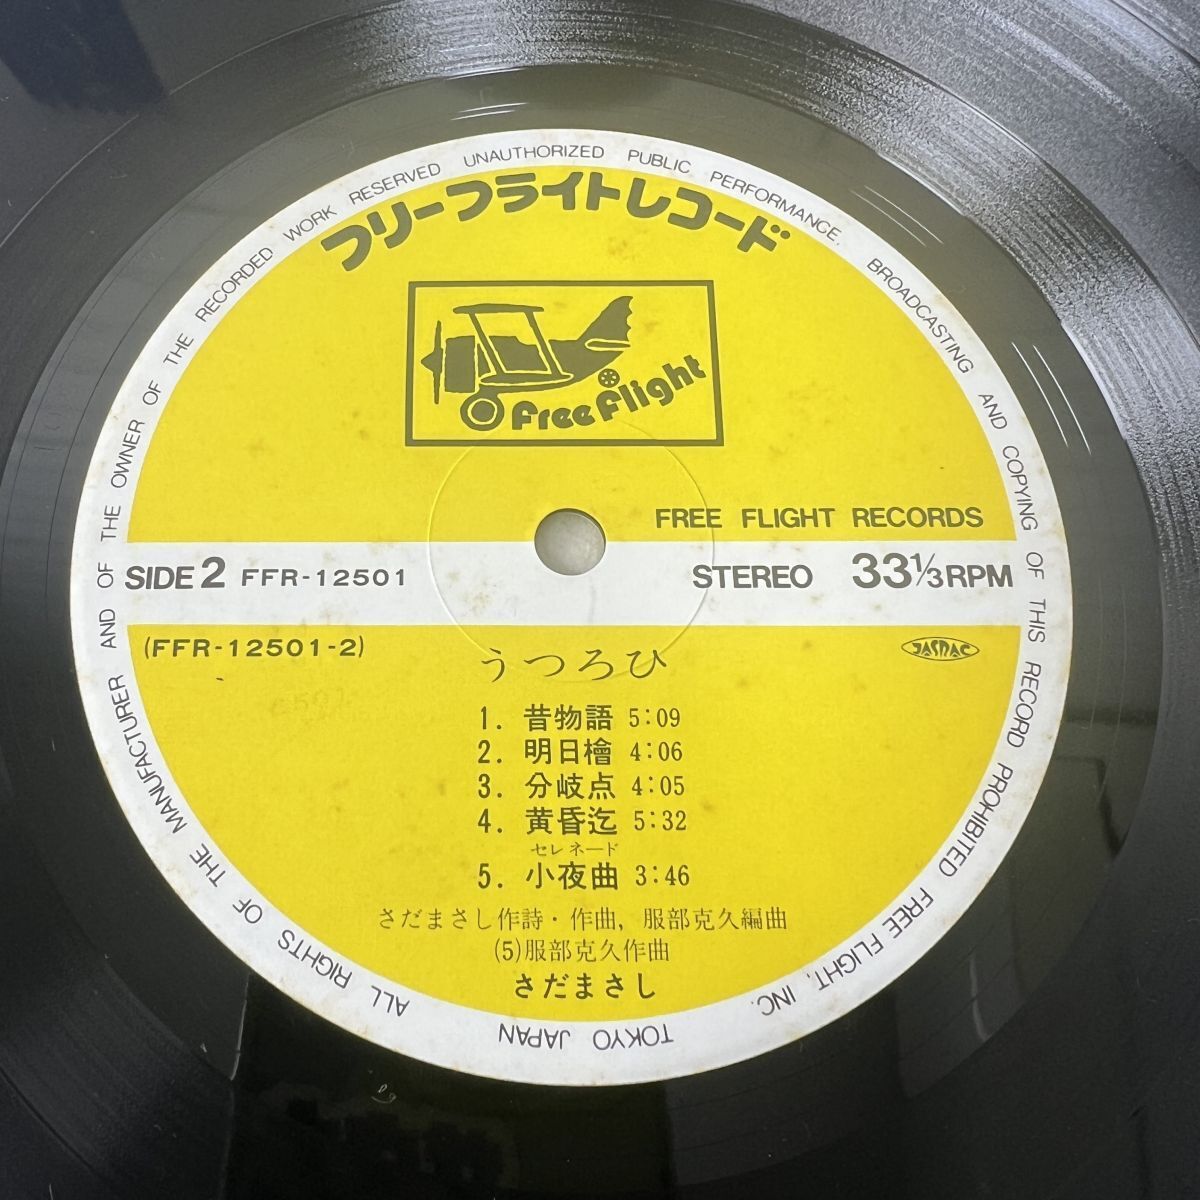 ALL RIGHTS OF THE MANUFACTURER AND OF THE OWNER OF THE RECORDED WORK RESERVED UNAUTHORIZED PUBLIC PERFORMANCE. BROADCASTING AND COPYING OF THIS RECORD PROHIBITED FREE FLIGHT, INC. TOKYO JAPAN
フリーフライトレコード
free flight
FREE FLIGHT RECORDS
SIDE 2 FFR-12501 STEREO 33⅓RPM
(FFR-12501-2)
JASRAC
うつろひ
1. 昔物語 5:09
2. 明日檜 4:06
3. 分岐点 4:05
4. 黄昏迄 5:32
セレネード
5. 小夜曲 3:46
さだまさし作詩・作曲, 服部克久編曲
(5)服部克久作曲
さだまさし